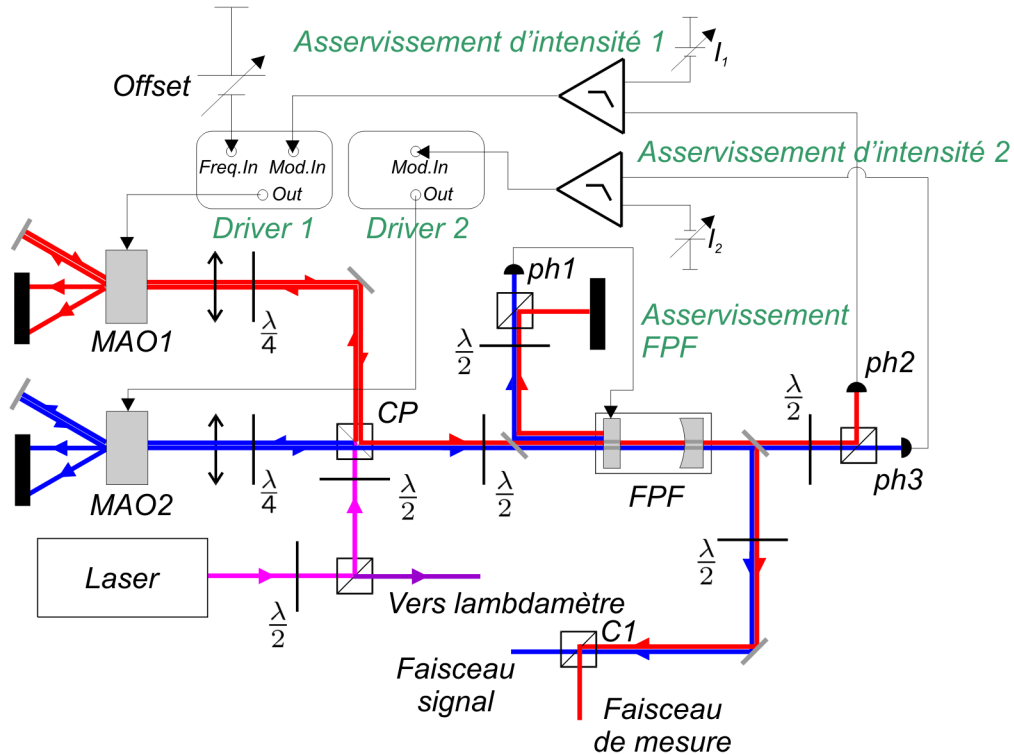 Asservissement d'intensité 1
I₁
Offset
Freq.In
Mod.In
Out
Mod.In
Out
Asservissement d'intensité 2
Driver 1
Driver 2
I₂
ph1
Asservissement
FPF
MAO1
λ/4
λ/2
ph2
λ/2
CP
MAO2
λ/4
λ/2
λ/2
FPF
ph3
Laser
λ/2
Vers lambdamètre
λ/2
C1
Faisceau
signal
Faisceau
de mesure